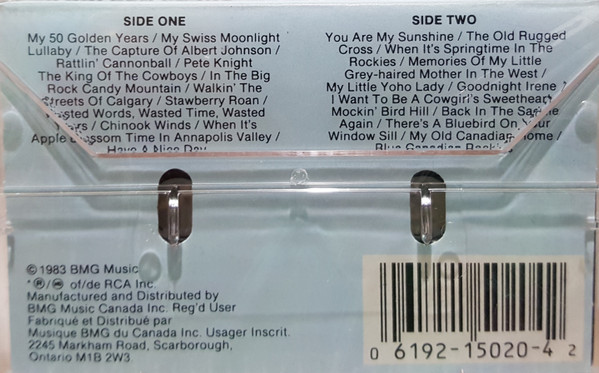 SIDE ONE
My 50 Golden Years / My Swiss Moonlight
Lullaby / The Capture Of Albert Johnson /
Rattlin' Cannonball / Pete Knight
The King Of The Cowboys / In The Big
Rock Candy Mountain / Walkin' The
Streets Of Calgary / Stawberry Roan /
Wasted Words, Wasted Time, Wasted
/ Chinook Winds / When It's
Apple Blossom Time In Annapolis Valley /
Have A Nice Day
SIDE TWO
You Are My Sunshine / The Old Rugged
Cross / When It's Springtime In The
Rockies / Memories Of My Little
Grey-haired Mother In The West /
My Little Yoho Lady / Goodnight Irene /
I Want To Be A Cowgirl's Sweetheart
Mockin' Bird Hill / Back In The Saddle
Again / There's A Bluebird On Your
Window Sill / My Old Canadian Home /
Blue Canadian Rockies
© 1983 BMG Music
*®/℗ of/de RCA Inc.
Manufactured and Distributed by
BMG Music Canada Inc. Reg'd User
Fabriqué et Distribué par
Musique BMG du Canada Inc. Usager Inscrit.
2245 Markham Road, Scarborough,
Ontario M1B 2W3
0 6192-15020-4 2